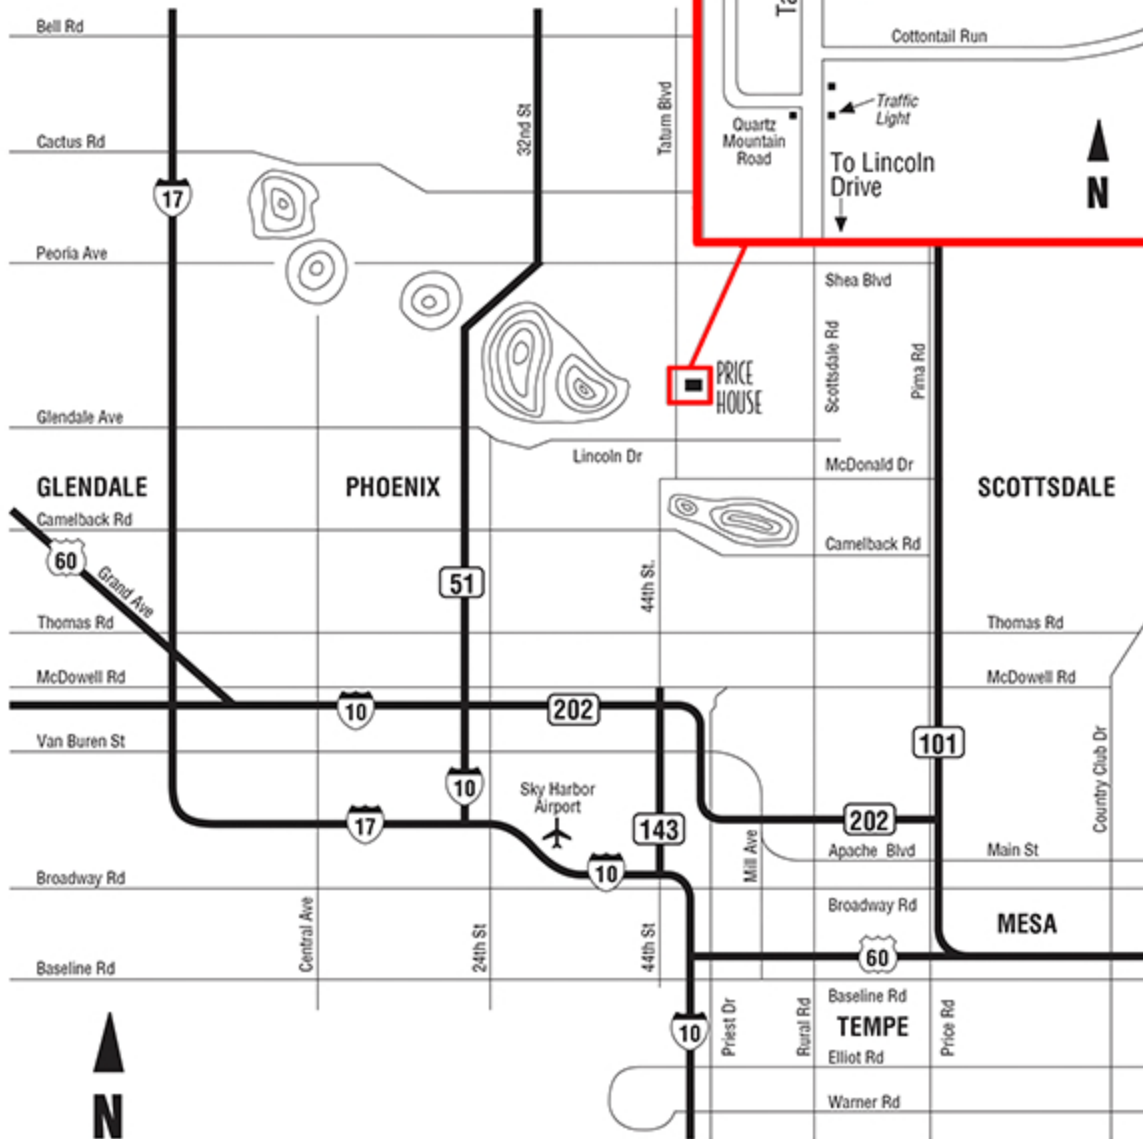 Bell Rd
Cottontail Run
Traffic
Light
Quartz
Mountain
Road
To Lincoln
Drive
N
32nd St
Tatum Blvd
Cactus Rd
17
Peoria Ave
Shea Blvd
Scottsdale Rd
Pima Rd
PRICE
HOUSE
Glendale Ave
Lincoln Dr
McDonald Dr
GLENDALE
PHOENIX
SCOTTSDALE
Camelback Rd
Camelback Rd
60
Grand Ave
51
44th St.
Thomas Rd
Thomas Rd
McDowell Rd
McDowell Rd
10
202
Van Buren St
101
Country Club Dr
10
Sky Harbor
Airport
17
143
202
Mill Ave
Apache Blvd
Main St
10
Broadway Rd
Broadway Rd
MESA
Central Ave
24th St
44th St
60
Baseline Rd
Baseline Rd
TEMPE
10
Priest Dr
Rural Rd
Price Rd
Elliot Rd
Warner Rd
N